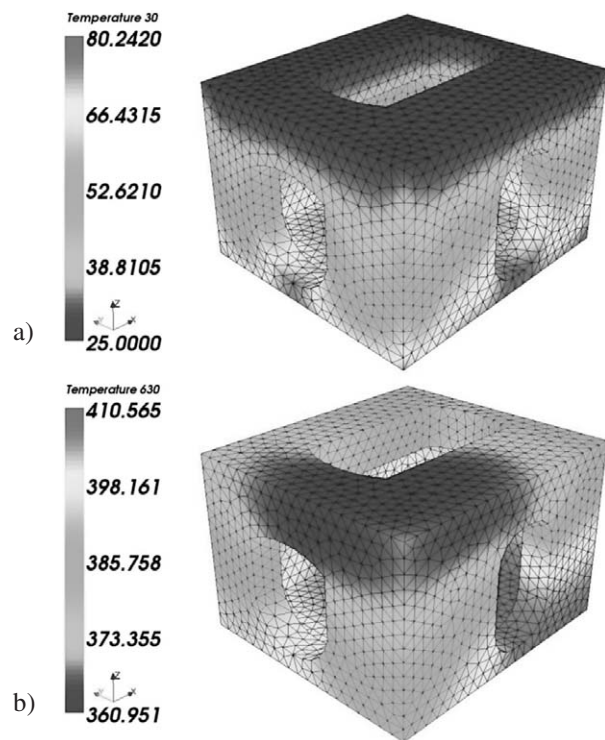 Temperature 30
80.2420
66.4315
52.6210
38.8105
25.0000
Z
X
a)
Temperature 630
410.565
398.161
385.758
373.355
360.951
Z
X
b)